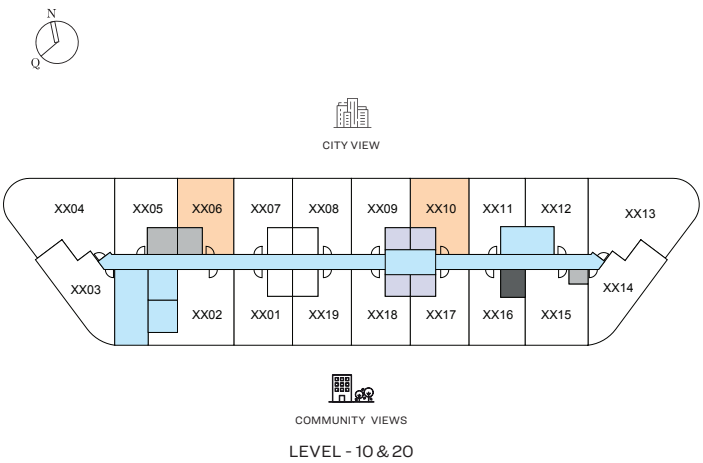 N
Q
CITY VIEW
XX04 XX05 XX06 XX07 XX08 XX09 XX10 XX11 XX12 XX13
XX03 XX14
XX02 XX01 XX19 XX18 XX17 XX16 XX15
COMMUNITY VIEWS
LEVEL - 10 & 20